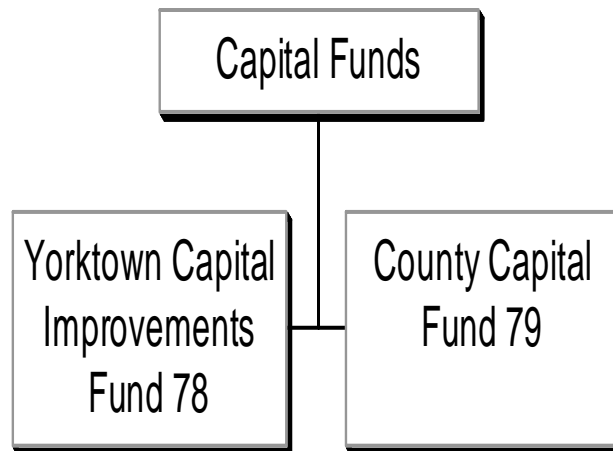 Capital Funds
Yorktown Capital
Improvements
Fund 78
County Capital
Fund 79